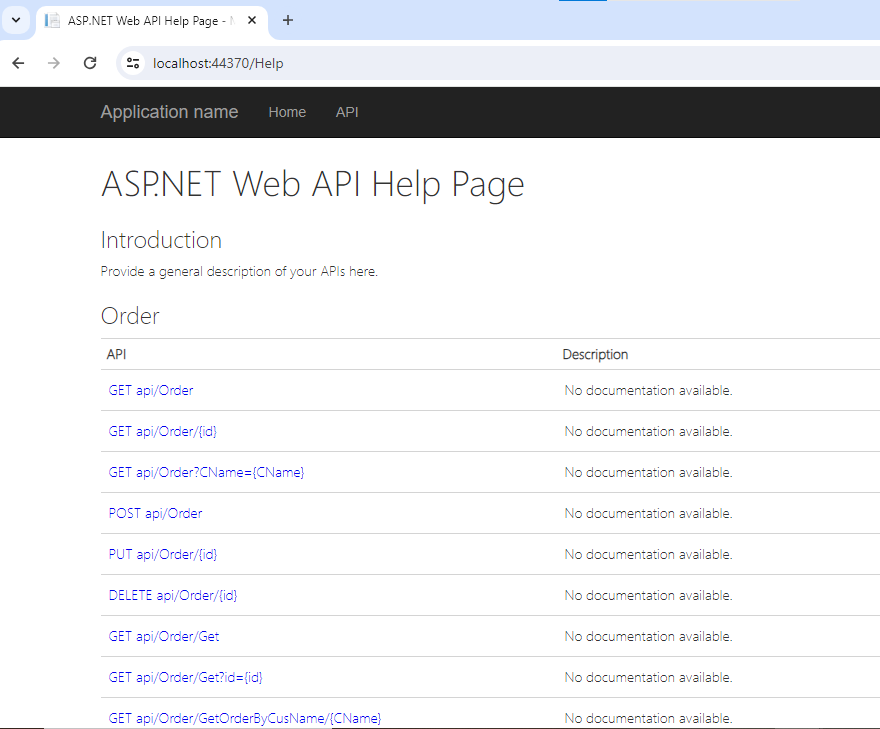 ASP.NET Web API Help Page -
localhost:44370/Help
Application name Home API
ASP.NET Web API Help Page
Introduction
Provide a general description of your APIs here.
Order
API Description
GET api/Order No documentation available.
GET api/Order/{id} No documentation available.
GET api/Order?CName={CName} No documentation available.
POST api/Order No documentation available.
PUT api/Order/{id} No documentation available.
DELETE api/Order/{id} No documentation available.
GET api/Order/Get No documentation available.
GET api/Order/Get?id={id} No documentation available.
GET api/Order/GetOrderByCusName/{CName} No documentation available.